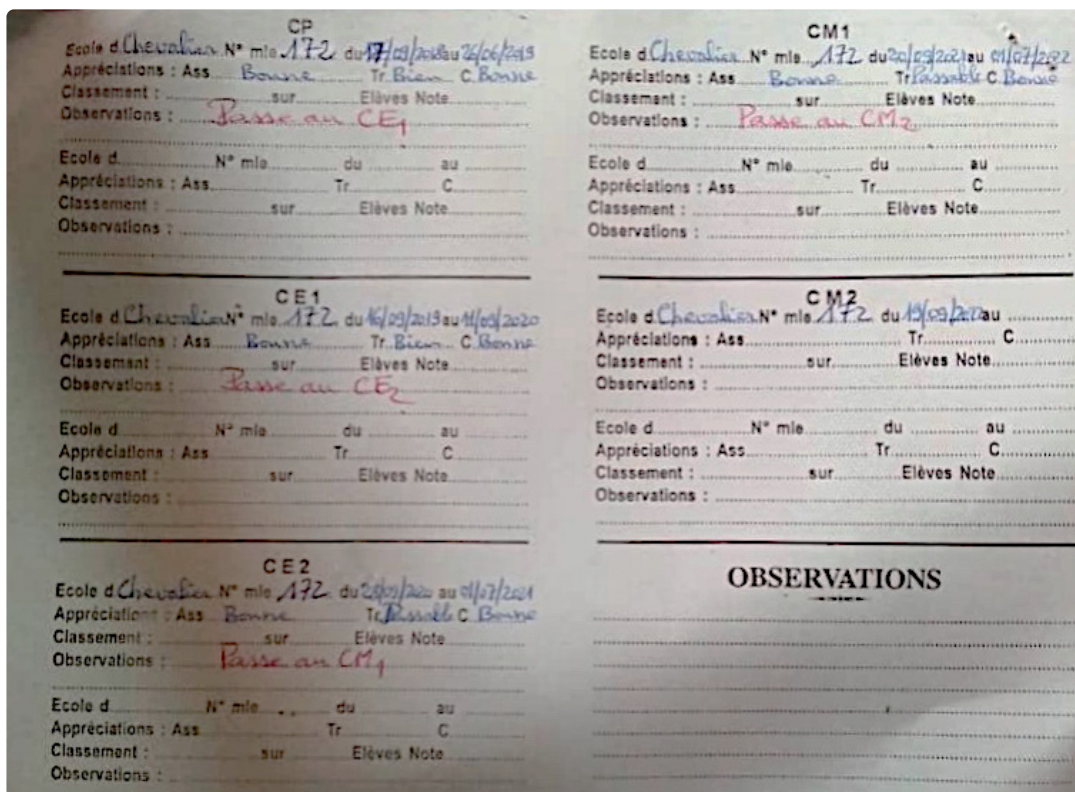 CP
Ecole d Chevalier N° mle 172 du 17/09/2018 au 26/06/2019
Appréciations : Ass Bonne Tr Bien C Bonne
Classement : sur Elèves Note
Observations : Passe au CE1
Ecole d N° mle du au
Appréciations : Ass Tr C
Classement : sur Elèves Note
Observations :
CE1
Ecole d Chevalier N° mle 172 du 16/09/2019 au /2020
Appréciations : Ass Bonne Tr Bien C Bonne
Classement : sur Elèves Note
Observations : Passe au CE2
Ecole d N° mle du au
Appréciations : Ass Tr C
Classement : sur Elèves Note
Observations :
CE2
Ecole d Chevalier N° mle 172 du au 01/07/2021
Appréciations : Ass Bonne Tr Passable C Bonne
Classement : sur Elèves Note
Observations : Passe au CM1
Ecole d N° mle du au
Appréciations : Ass Tr C
Classement : sur Elèves Note
Observations :
CM1
Ecole d Chevalier N° mle 172 du 20/09/2021 au 01/07/2022
Appréciations : Ass Bonne Tr Passable C Bonne
Classement : sur Elèves Note
Observations : Passe au CM2
Ecole d N° mle du au
Appréciations : Ass Tr C
Classement : sur Elèves Note
Observations :
CM2
Ecole d Chevalier N° mle 172 du 19/09/2022 au
Appréciations : Ass Tr C
Classement : sur Elèves Note
Observations :
Ecole d N° mle du au
Appréciations : Ass Tr C
Classement : sur Elèves Note
Observations :
OBSERVATIONS